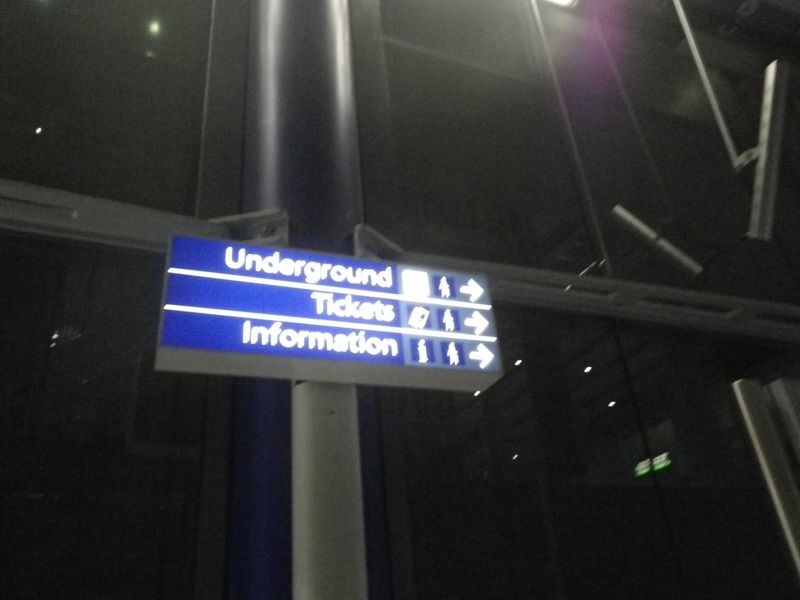 Underground
Tickets
Information